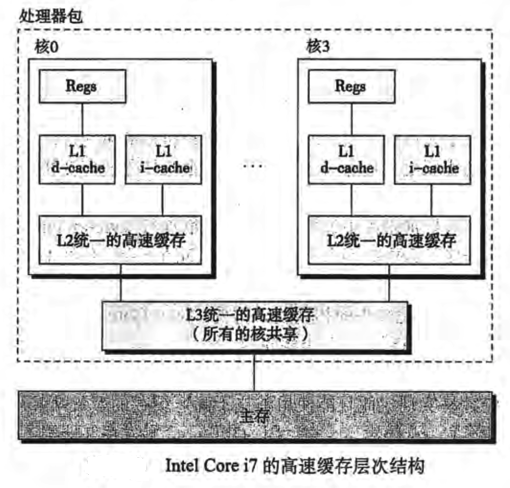 处理器包
核0
核3
Regs
Regs
L1
d-cache
L1
i-cache
...
L1
d-cache
L1
i-cache
L2统一的高速缓存
L2统一的高速缓存
L3统一的高速缓存
（所有的核共享）
主存
Intel Core i7 的高速缓存层次结构